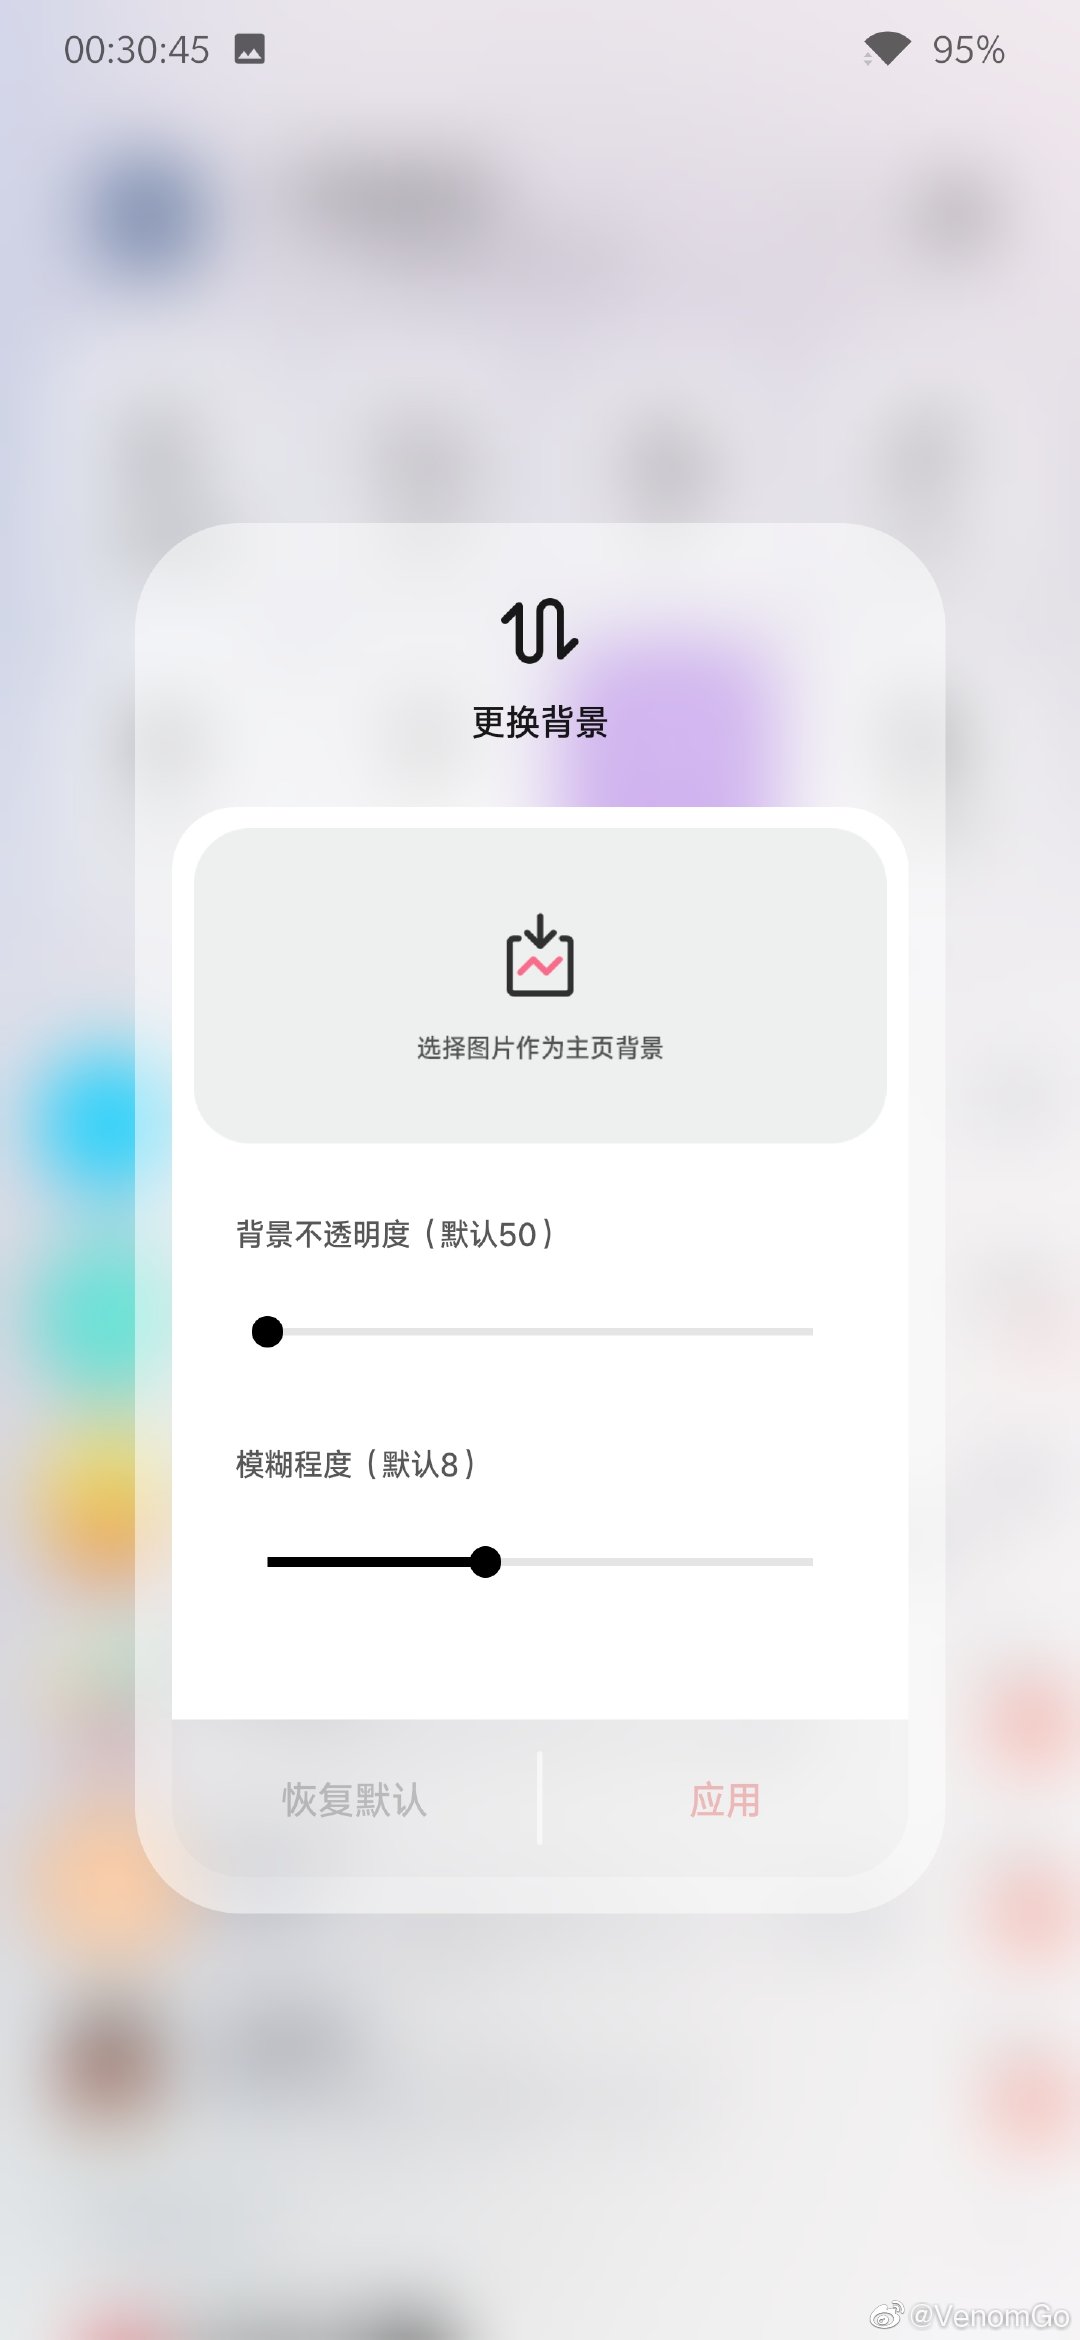 00:30:45
95%
更换背景
选择图片作为主页背景
背景不透明度（默认50）
模糊程度（默认8）
恢复默认
应用
@VenomGo